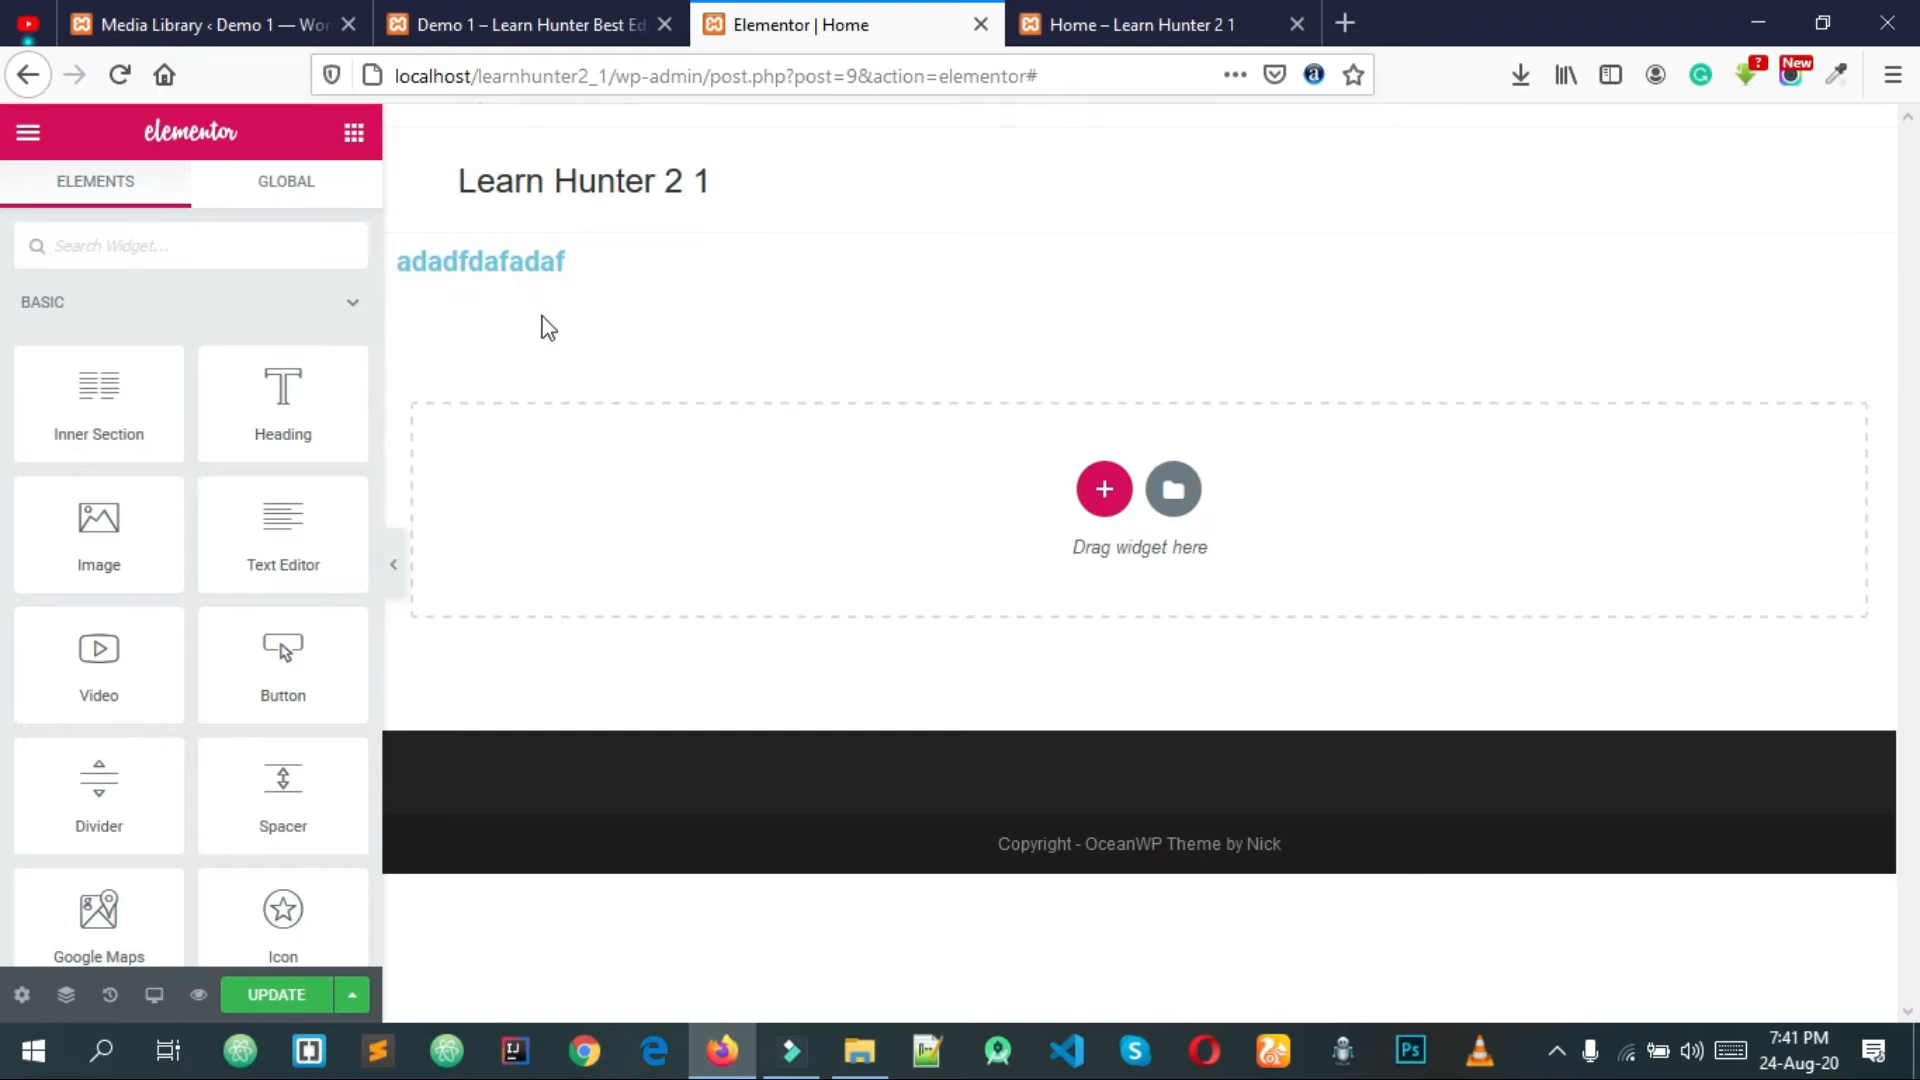 Media Library ‹ Demo 1 — Wor
Demo 1 – Learn Hunter Best Ed
Elementor | Home
Home – Learn Hunter 2 1
localhost/learnhunter2_1/wp-admin/post.php?post=9&action=elementor#
?
New
elementor
ELEMENTS
GLOBAL
Search Widget...
BASIC
Inner Section
Heading
Image
Text Editor
Video
Button
Divider
Spacer
Google Maps
Icon
UPDATE
Learn Hunter 2 1
adadfdafadaf
Drag widget here
Copyright - OceanWP Theme by Nick
7:41 PM
24-Aug-20